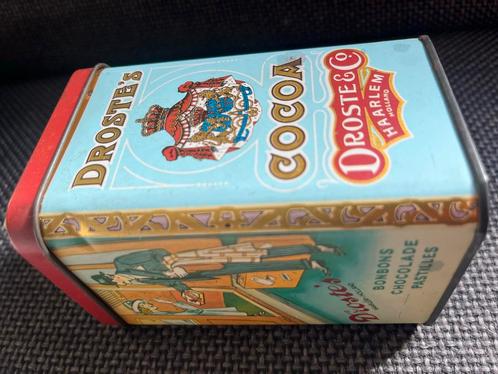 DROSTE'S
COCOA
DROSTE & Co.
HAARLEM
HOLLAND
Droste's
BONBONS
CHOCOLADE
PASTILLES